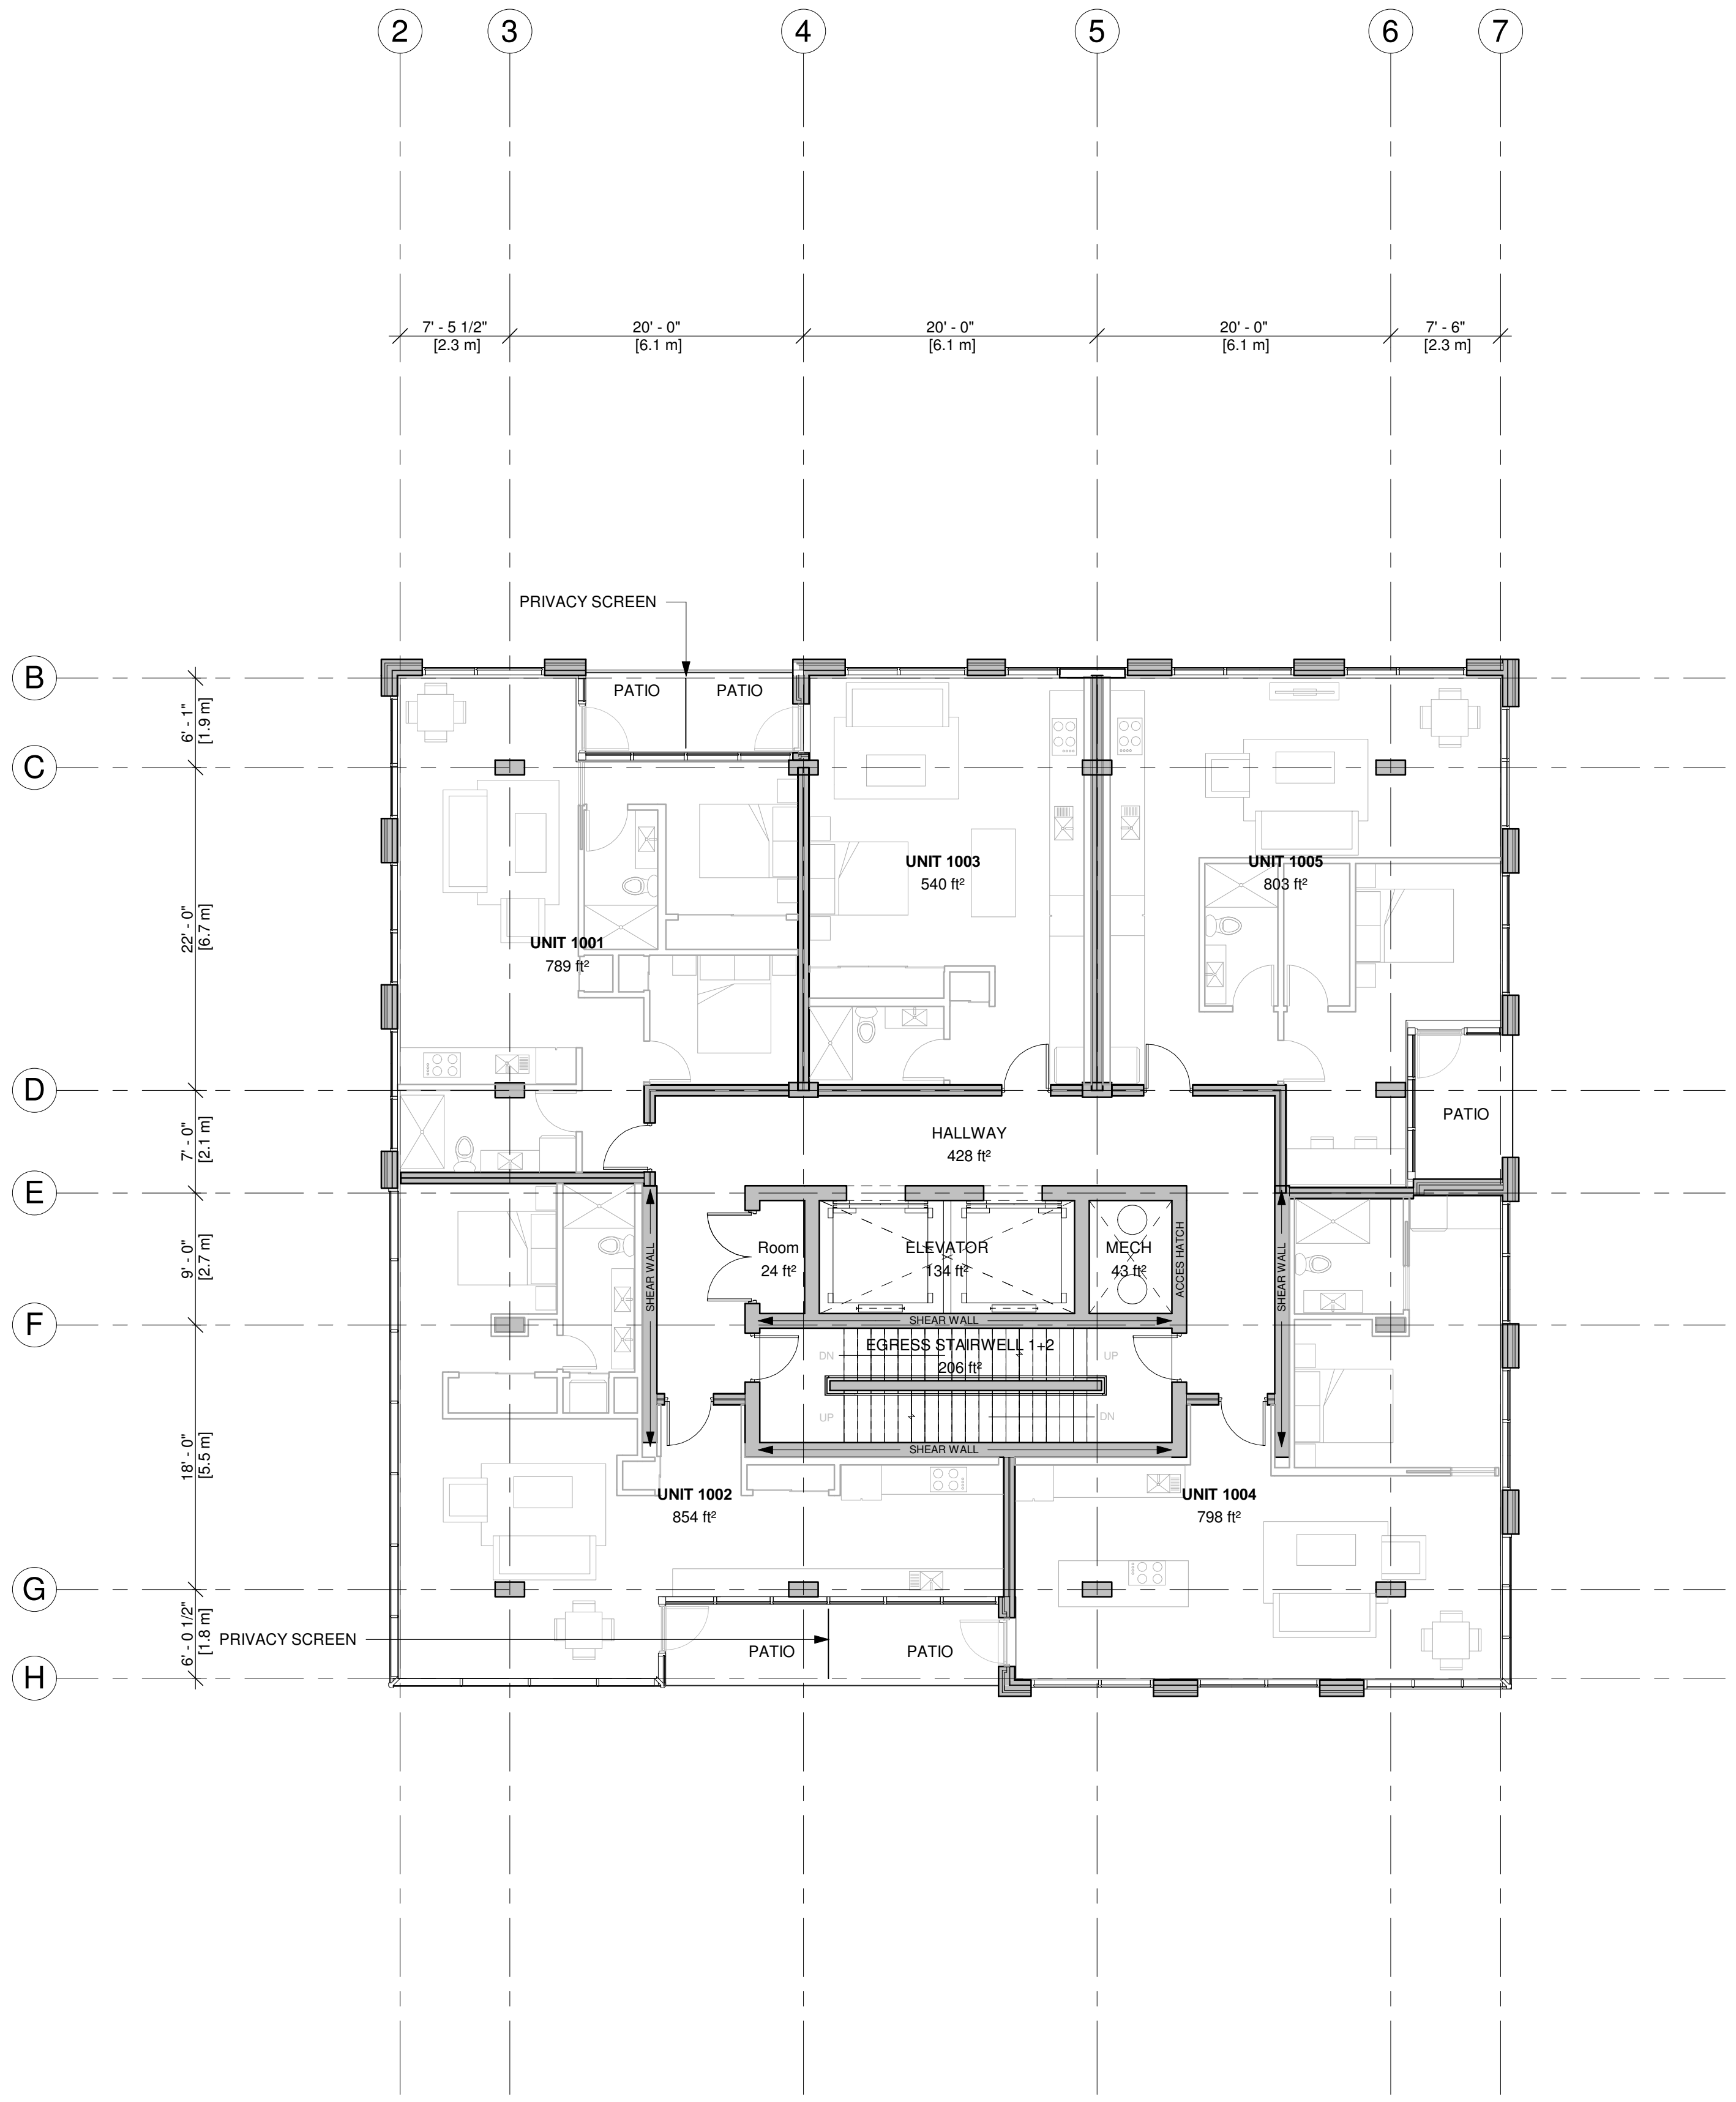 2
3
4
5
6
7
7' - 5 1/2"
[2.3 m]
20' - 0"
[6.1 m]
20' - 0"
[6.1 m]
20' - 0"
[6.1 m]
7' - 6"
[2.3 m]
PRIVACY SCREEN
B
PATIO
PATIO
6' - 1"
[1.9 m]
C
UNIT 1003
540 ft²
UNIT 1005
803 ft²
22' - 0"
[6.7 m]
UNIT 1001
789 ft²
D
PATIO
HALLWAY
428 ft²
7' - 0"
[2.1 m]
E
SHEAR WALL
Room
24 ft²
ELEVATOR
134 ft²
MECH
43 ft²
ACCES HATCH
SHEAR WALL
9' - 0"
[2.7 m]
F
SHEAR WALL
EGRESS STAIRWELL 1+2
206 ft²
DN
UP
UP
DN
SHEAR WALL
18' - 0"
[5.5 m]
UNIT 1002
854 ft²
UNIT 1004
798 ft²
G
6' - 0 1/2"
[1.8 m]
PRIVACY SCREEN
PATIO
PATIO
H